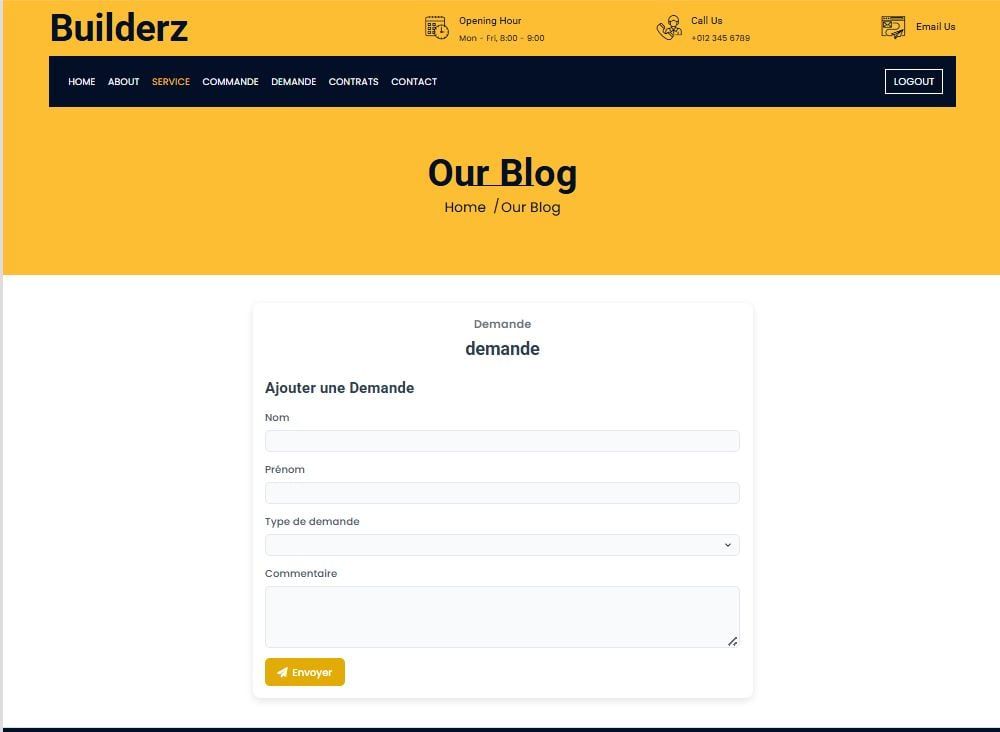 Builderz
Opening Hour
Mon - Fri, 8:00 - 9:00
Call Us
+012 345 6789
Email Us
HOME ABOUT SERVICE COMMANDE DEMANDE CONTRATS CONTACT LOGOUT
Our Blog
Home / Our Blog
Demande
demande
Ajouter une Demande
Nom
Prénom
Type de demande
Commentaire
Envoyer